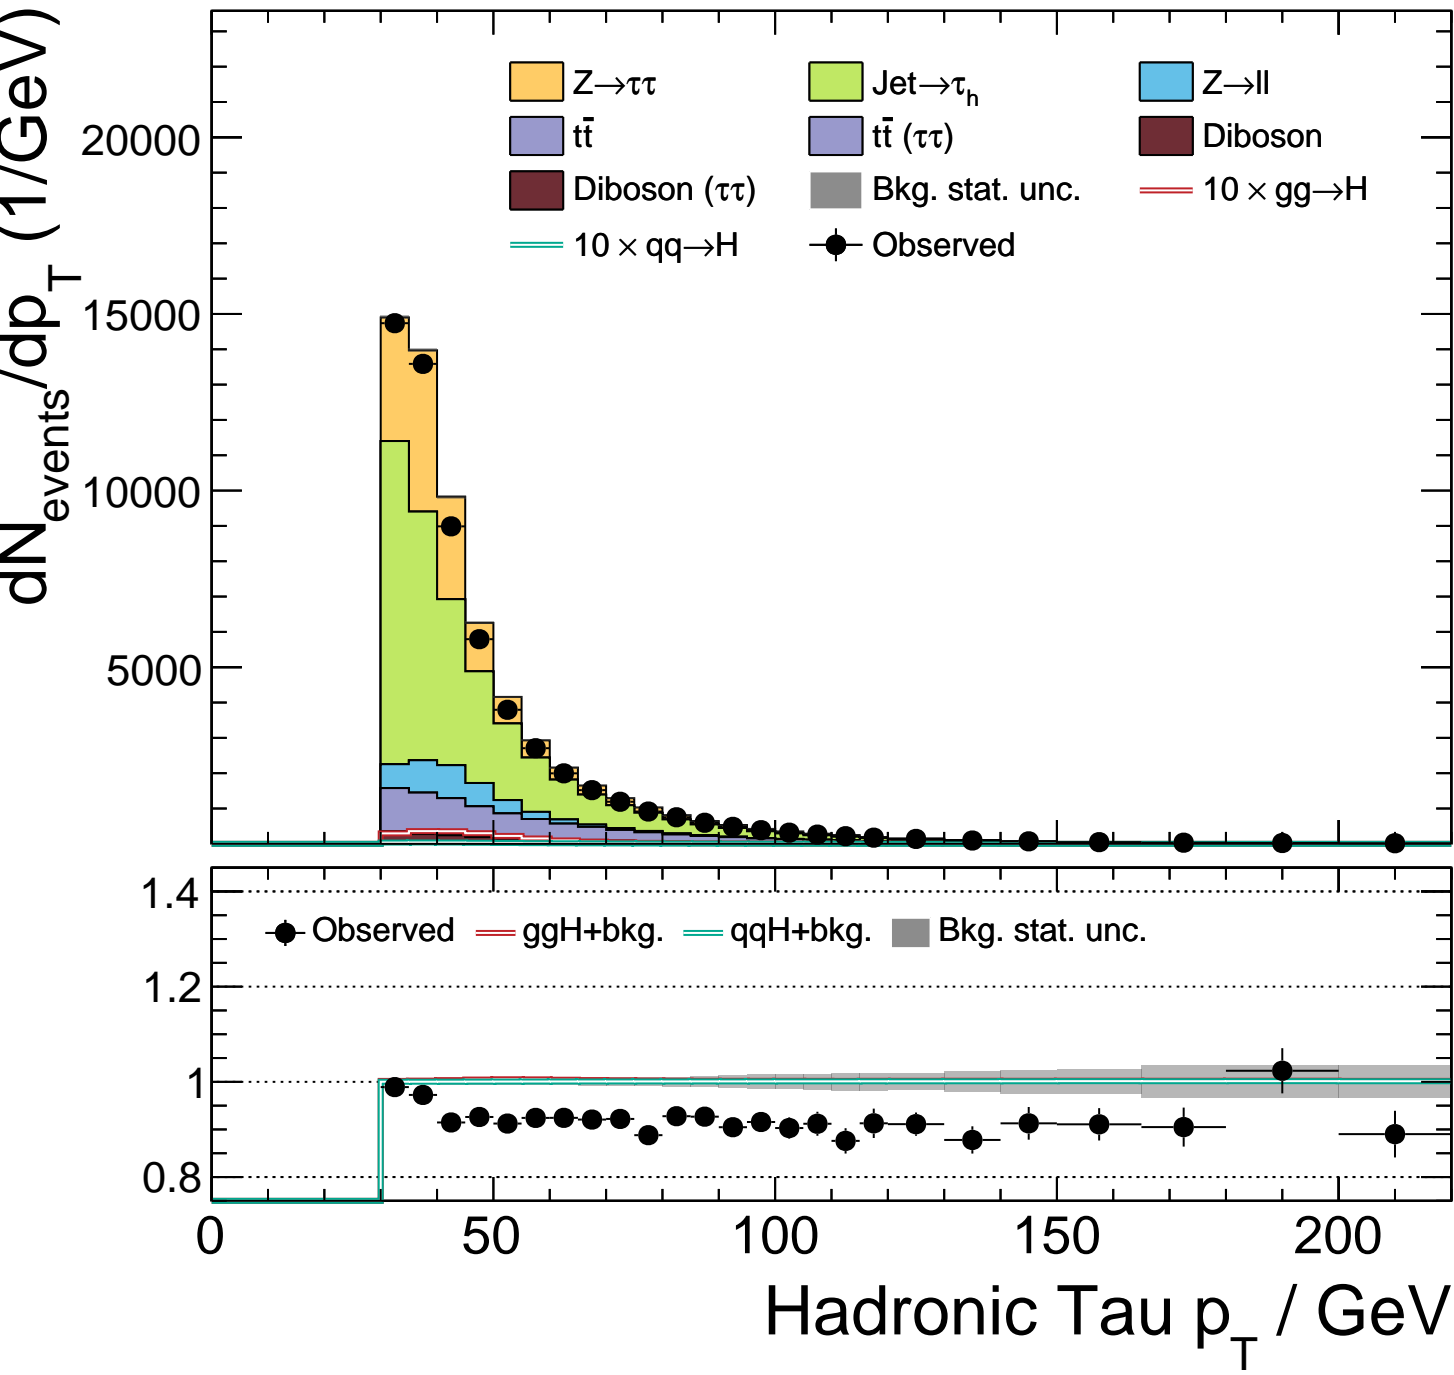 Z→ττ Jet→τh Z→ll
tt̄ tt̄ (ττ) Diboson
Diboson (ττ) Bkg. stat. unc. 10 × gg→H
10 × qq→H Observed
dNevents/dpT (1/GeV)
20000
15000
10000
5000
1.4
Observed ggH+bkg. qqH+bkg. Bkg. stat. unc.
1.2
1
0.8
0 50 100 150 200
Hadronic Tau pT / GeV